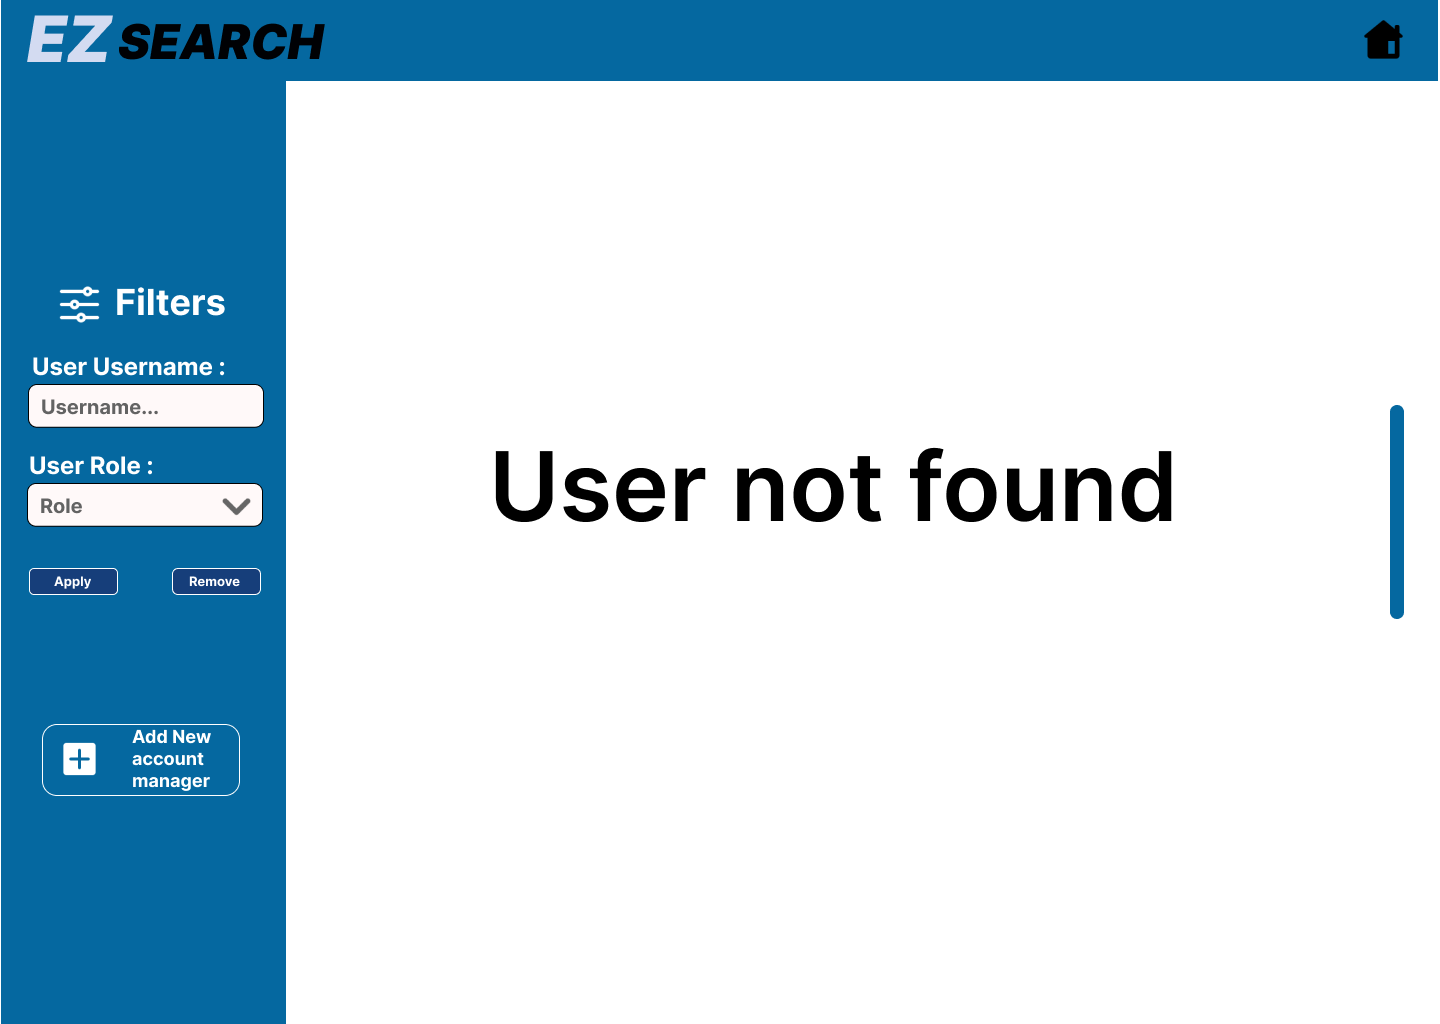 EZ SEARCH
Filters
User Username :
Username...
User Role :
Role
Apply Remove
Add New
account
manager
User not found